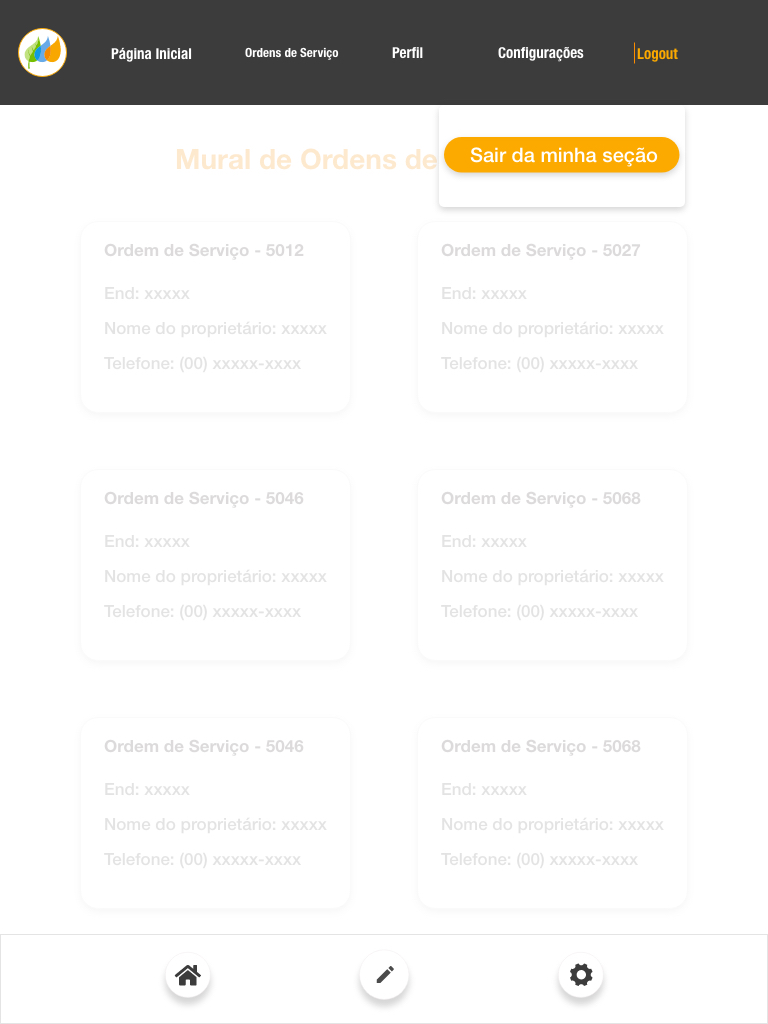 Página Inicial
Ordens de Serviço
Perfil
Configurações
Logout
Sair da minha seção
Mural de Ordens de
Ordem de Serviço - 5012
End: xxxxx
Nome do proprietário: xxxxx
Telefone: (00) xxxxx-xxxx
Ordem de Serviço - 5027
End: xxxxx
Nome do proprietário: xxxxx
Telefone: (00) xxxxx-xxxx
Ordem de Serviço - 5046
End: xxxxx
Nome do proprietário: xxxxx
Telefone: (00) xxxxx-xxxx
Ordem de Serviço - 5068
End: xxxxx
Nome do proprietário: xxxxx
Telefone: (00) xxxxx-xxxx
Ordem de Serviço - 5046
End: xxxxx
Nome do proprietário: xxxxx
Telefone: (00) xxxxx-xxxx
Ordem de Serviço - 5068
End: xxxxx
Nome do proprietário: xxxxx
Telefone: (00) xxxxx-xxxx